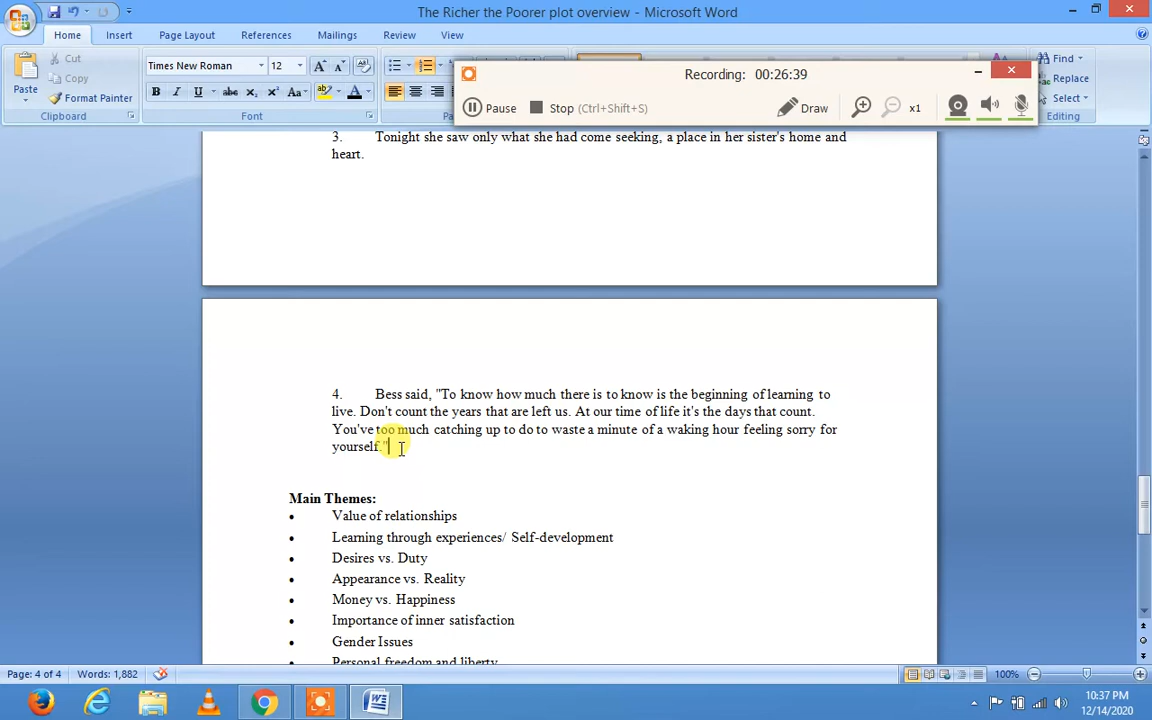 The Richer the Poorer plot overview - Microsoft Word
Home Insert Page Layout References Mailings Review View
Recording: 00:26:39
Pause Stop (Ctrl+Shift+S) Draw x1
Paste
Cut
Copy
Format Painter
Clipboard
Times New Roman 12
B I U x₂ x² Aa
Font
Find
Replace
Select
Editing
3. Tonight she saw only what she had come seeking, a place in her sister's home and
heart.
4. Bess said, "To know how much there is to know is the beginning of learning to
live. Don't count the years that are left us. At our time of life it's the days that count.
You've too much catching up to do to waste a minute of a waking hour feeling sorry for
yourself."
Main Themes:
• Value of relationships
• Learning through experiences/ Self-development
• Desires vs. Duty
• Appearance vs. Reality
• Money vs. Happiness
• Importance of inner satisfaction
• Gender Issues
• Personal freedom and liberty
Page: 4 of 4 Words: 1,882 100%
10:37 PM
12/14/2020